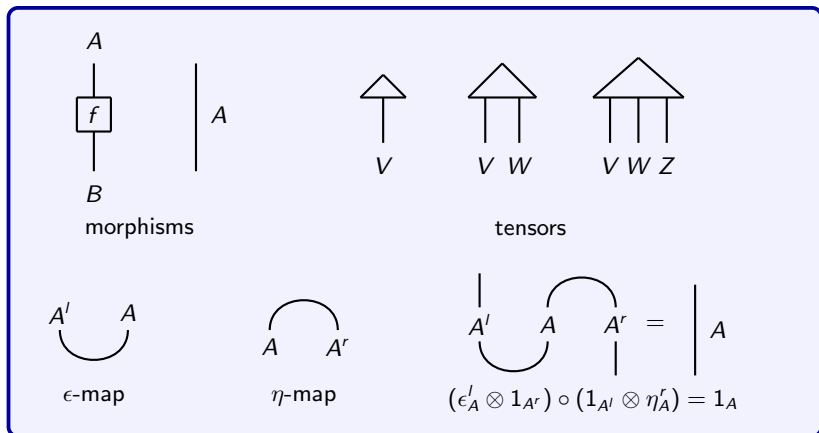 A
f
A
B
V
V W
V W Z
morphisms
tensors
A^l A
ϵ-map
A A^r
η-map
A^l A A^r = A
(ϵ^l_A ⊗ 1_{A^r}) ∘ (1_{A^l} ⊗ η^r_A) = 1_A